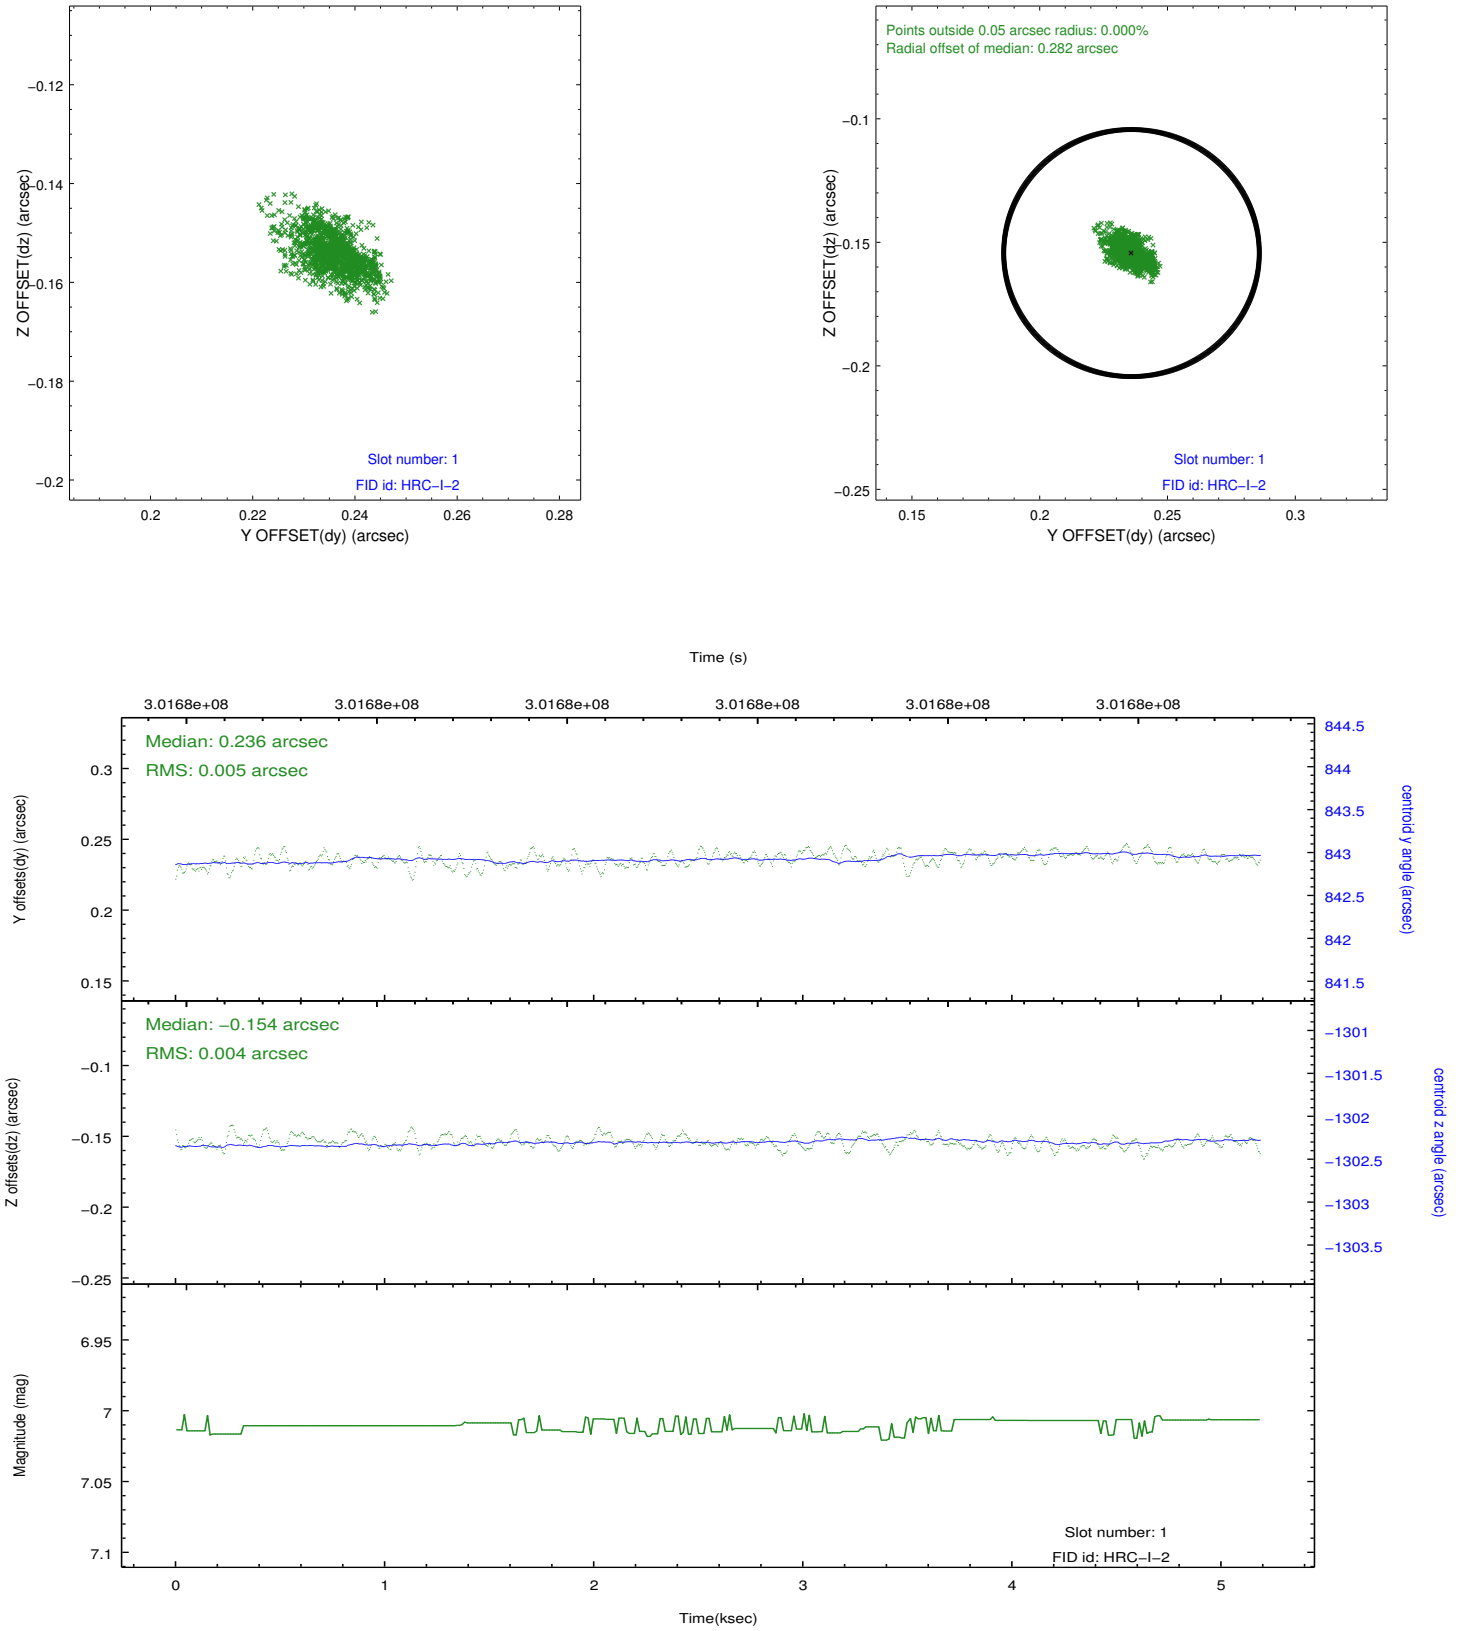 −0.12
−0.14
−0.16
−0.18
−0.2
Z OFFSET(dz) (arcsec)
Slot number: 1
FID id: HRC−I−2
0.2 0.22 0.24 0.26 0.28
Y OFFSET(dy) (arcsec)
Points outside 0.05 arcsec radius: 0.000%
Radial offset of median: 0.282 arcsec
−0.1
−0.15
−0.2
−0.25
Z OFFSET(dz) (arcsec)
Slot number: 1
FID id: HRC−I−2
0.15 0.2 0.25 0.3
Y OFFSET(dy) (arcsec)
Time (s)
3.0168e+08 3.0168e+08 3.0168e+08 3.0168e+08 3.0168e+08 3.0168e+08
Median: 0.236 arcsec
RMS: 0.005 arcsec
0.3
0.25
0.2
0.15
Y offsets(dy) (arcsec)
844.5
844
843.5
843
842.5
842
841.5
centroid y angle (arcsec)
Median: −0.154 arcsec
RMS: 0.004 arcsec
−0.1
−0.15
−0.2
−0.25
Z offsets(dz) (arcsec)
−1301
−1301.5
−1302
−1302.5
−1303
−1303.5
centroid z angle (arcsec)
6.95
7
7.05
7.1
Magnitude (mag)
Slot number: 1
FID id: HRC−I−2
0 1 2 3 4 5
Time(ksec)